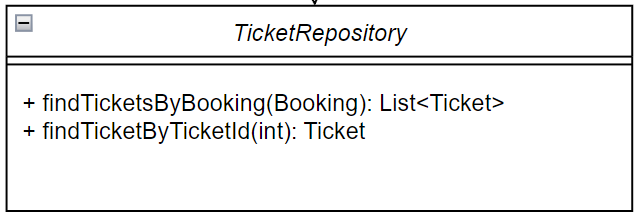 TicketRepository
+ findTicketsByBooking(Booking): List<Ticket>
+ findTicketByTicketId(int): Ticket